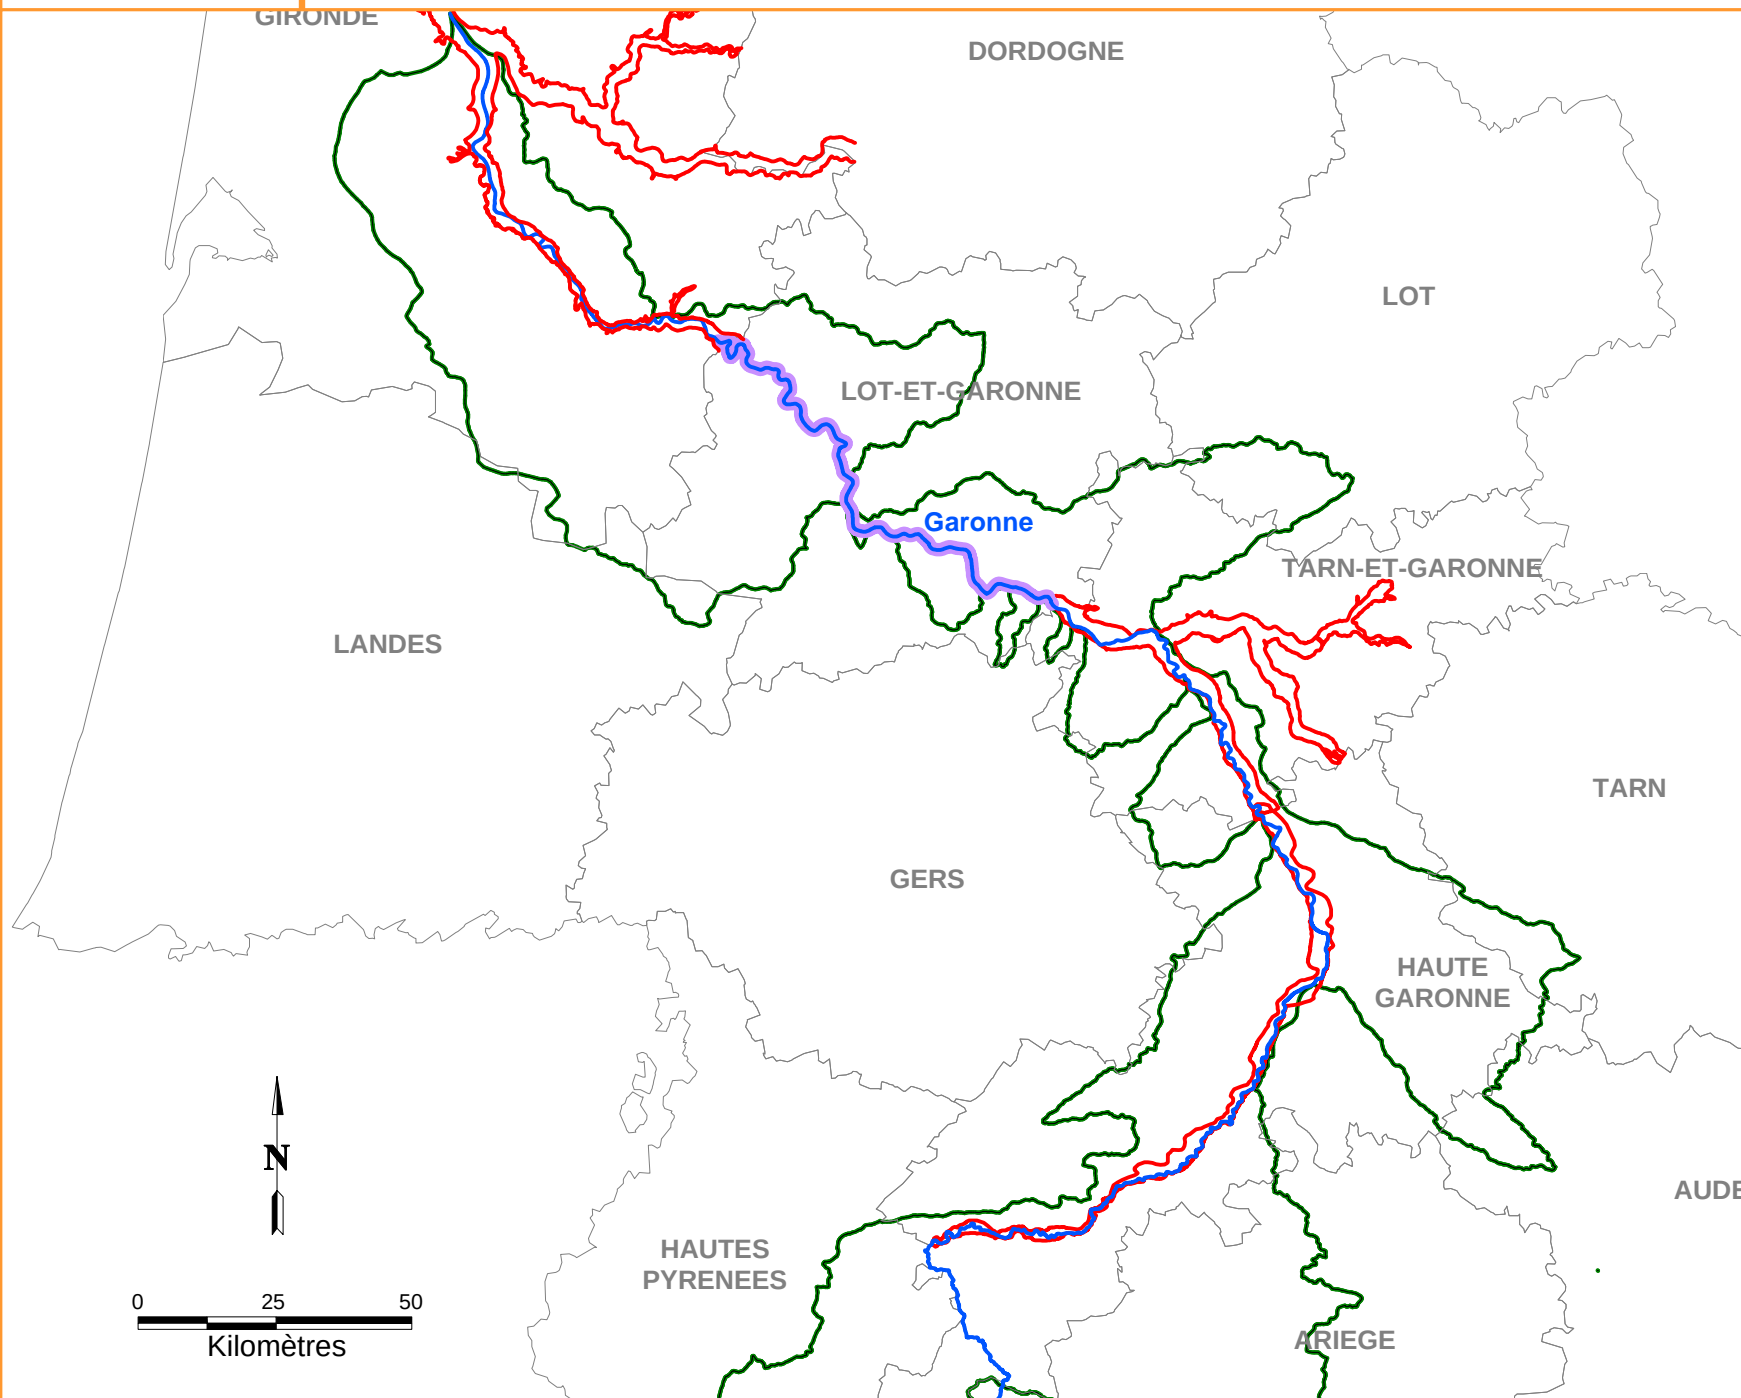 GIRONDE
DORDOGNE
LOT
LOT-ET-GARONNE
Garonne
TARN-ET-GARONNE
LANDES
TARN
GERS
HAUTE
GARONNE
N
AUDE
HAUTES
PYRENEES
0 25 50
Kilomètres
ARIEGE